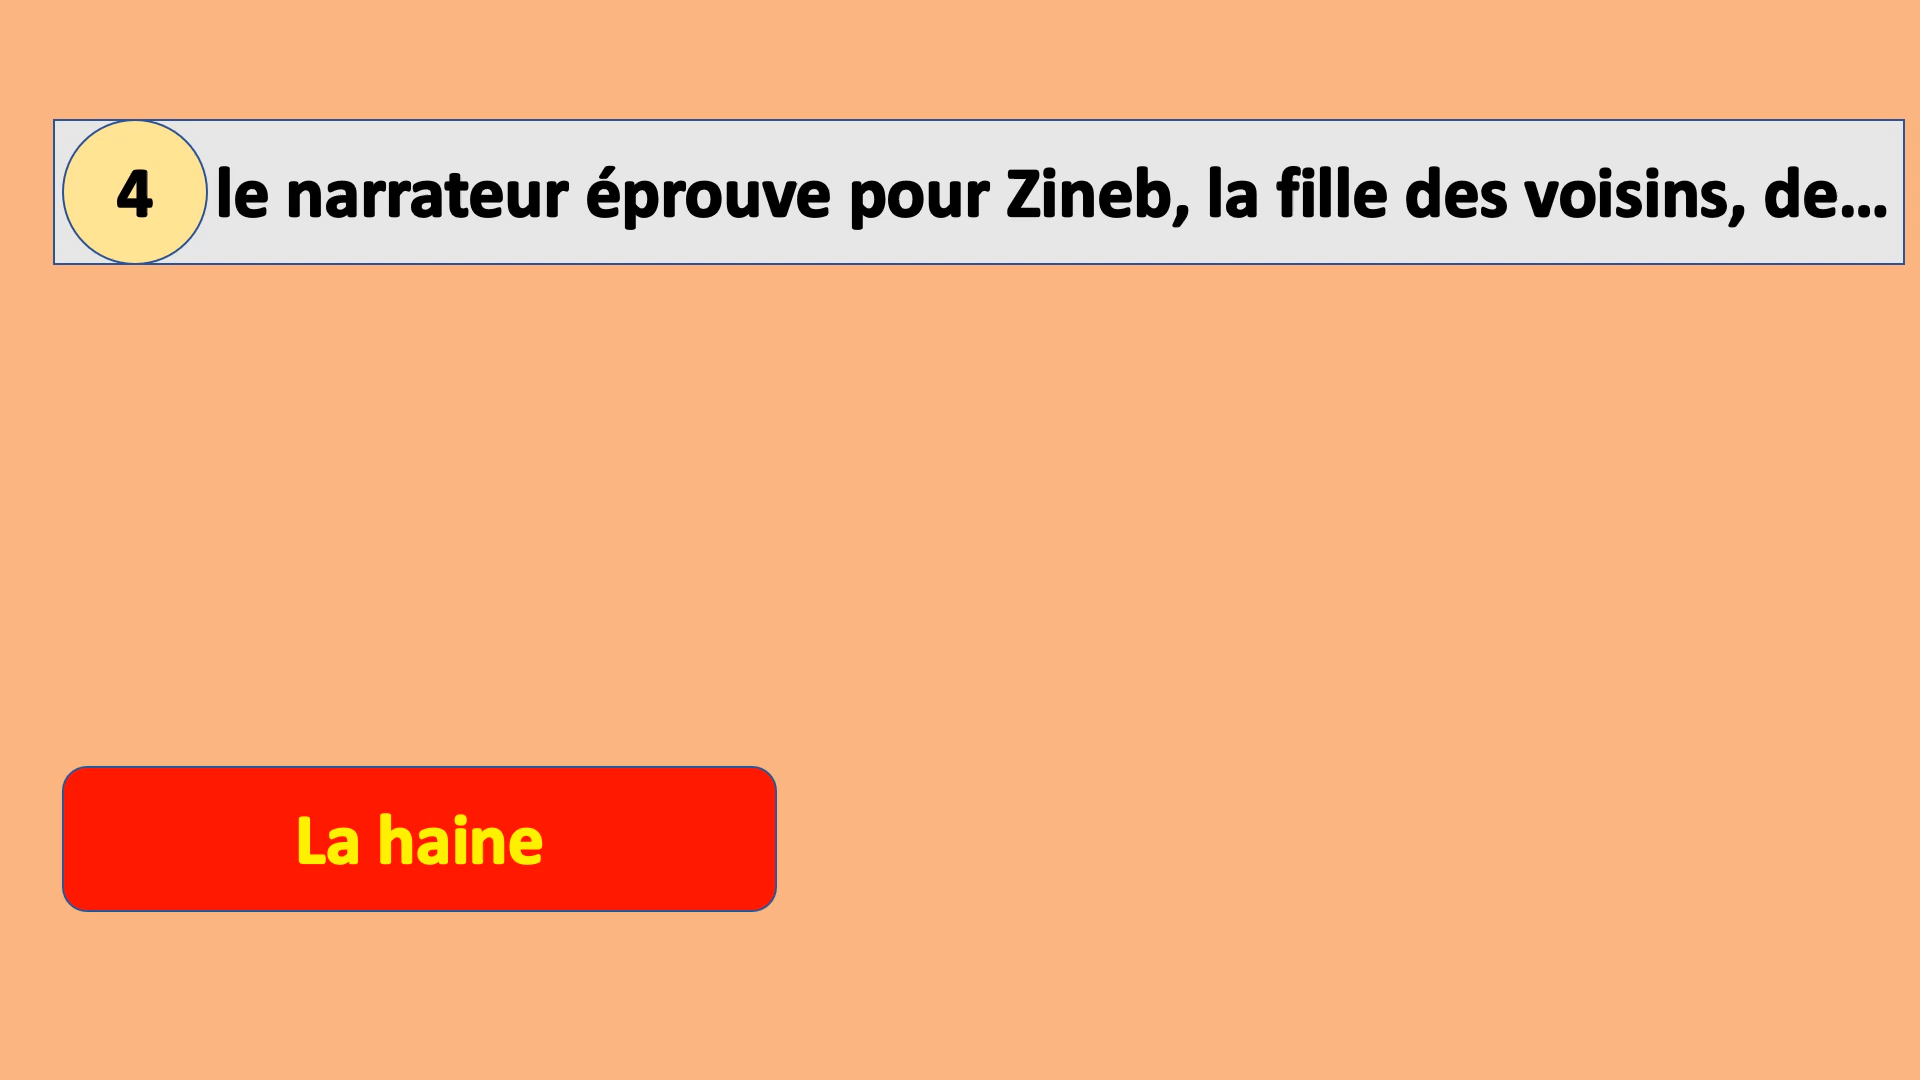 4 le narrateur éprouve pour Zineb, la fille des voisins, de...
La haine